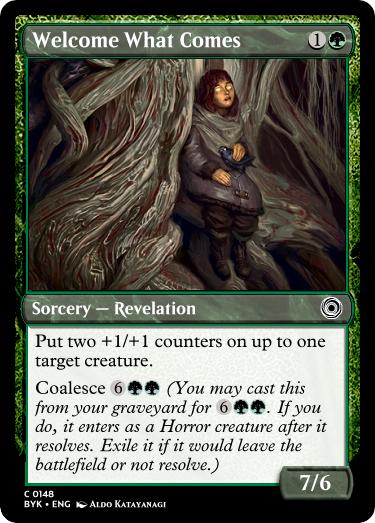 Welcome What Comes 1
Sorcery — Revelation
Put two +1/+1 counters on up to one
target creature.
Coalesce 6 (You may cast this
from your graveyard for 6. If you
do, it enters as a Horror creature after it
resolves. Exile it if it would leave the
battlefield or not resolve.)
7/6
C 0148
BYK • ENG Aldo Katayanagi